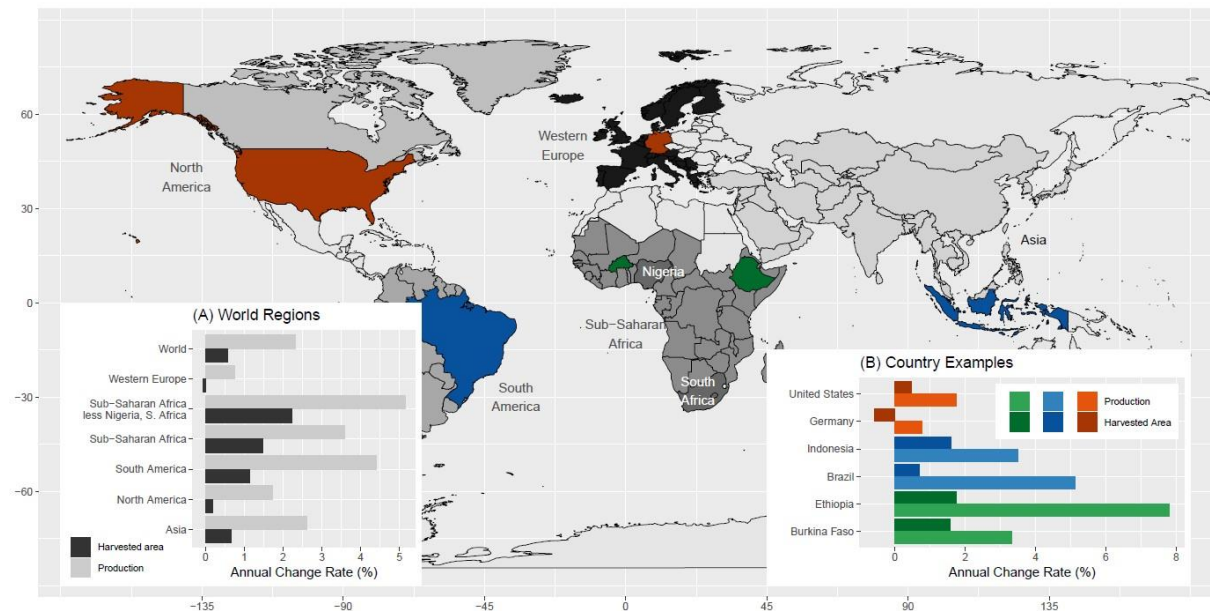 60
30
0
−30
−60
−135
−90
−45
0
45
90
135
North
America
Western
Europe
Asia
Nigeria
Sub−Saharan
Africa
South
Africa
South
America
(A) World Regions
World
Western Europe
Sub−Saharan Africa
less Nigeria, S. Africa
Sub−Saharan Africa
South America
North America
Asia
0
1
2
3
4
5
Annual Change Rate (%)
Harvested area
Production
(B) Country Examples
United States
Germany
Indonesia
Brazil
Ethiopia
Burkina Faso
Production
Harvested Area
0
2
4
6
8
Annual Change Rate (%)